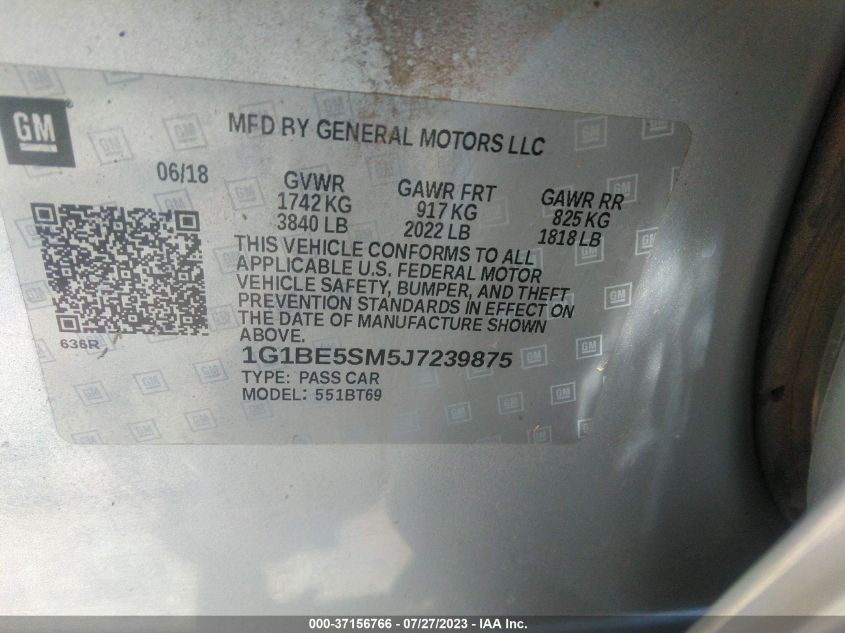 GM
MFD BY GENERAL MOTORS LLC
06/18
GVWR
1742 KG
3840 LB
GAWR FRT
917 KG
2022 LB
GAWR RR
825 KG
1818 LB
THIS VEHICLE CONFORMS TO ALL
APPLICABLE U.S. FEDERAL MOTOR
VEHICLE SAFETY, BUMPER, AND THEFT
PREVENTION STANDARDS IN EFFECT ON
THE DATE OF MANUFACTURE SHOWN
ABOVE.
636R
1G1BE5SM5J7239875
TYPE: PASS CAR
MODEL: 551BT69
000-37156766 / 07/27/2023 - IAA Inc.